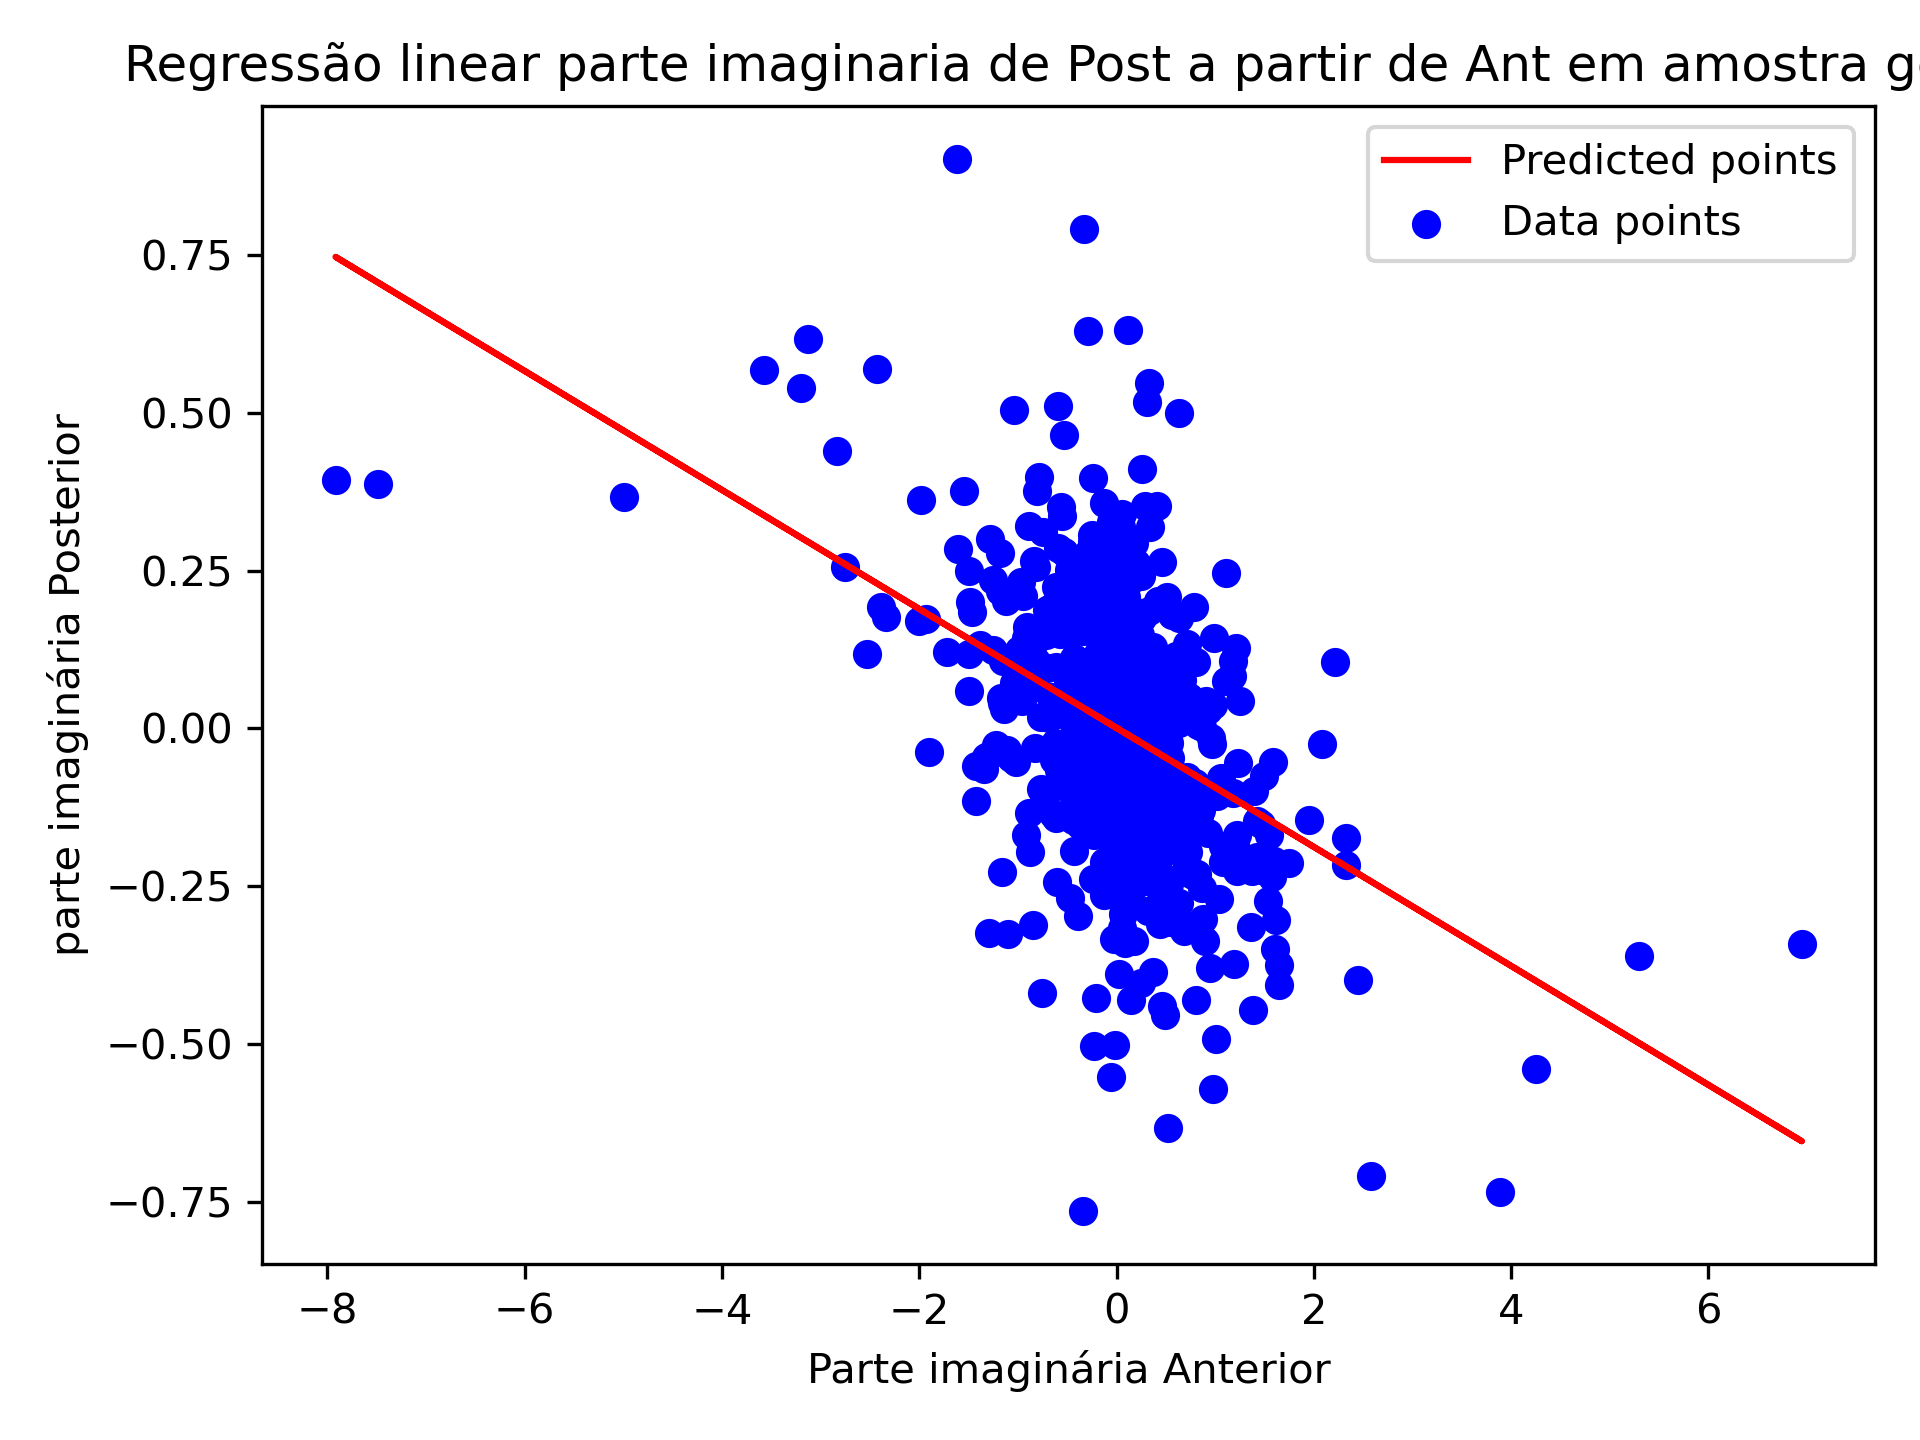 Regressão linear parte imaginaria de Post a partir de Ant em amostra
Predicted points
Data points
parte imaginária Posterior
0.75
0.50
0.25
0.00
−0.25
−0.50
−0.75
−8 −6 −4 −2 0 2 4 6
Parte imaginária Anterior